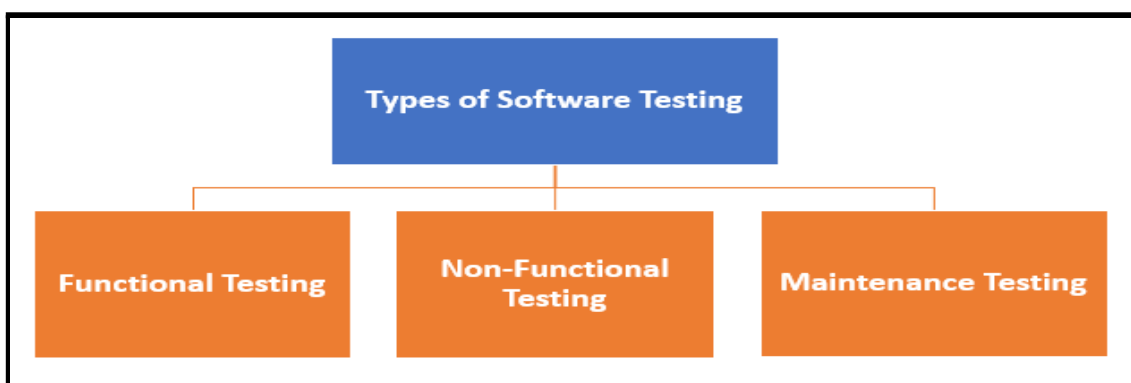 Types of Software Testing
Functional Testing
Non-Functional
Testing
Maintenance Testing